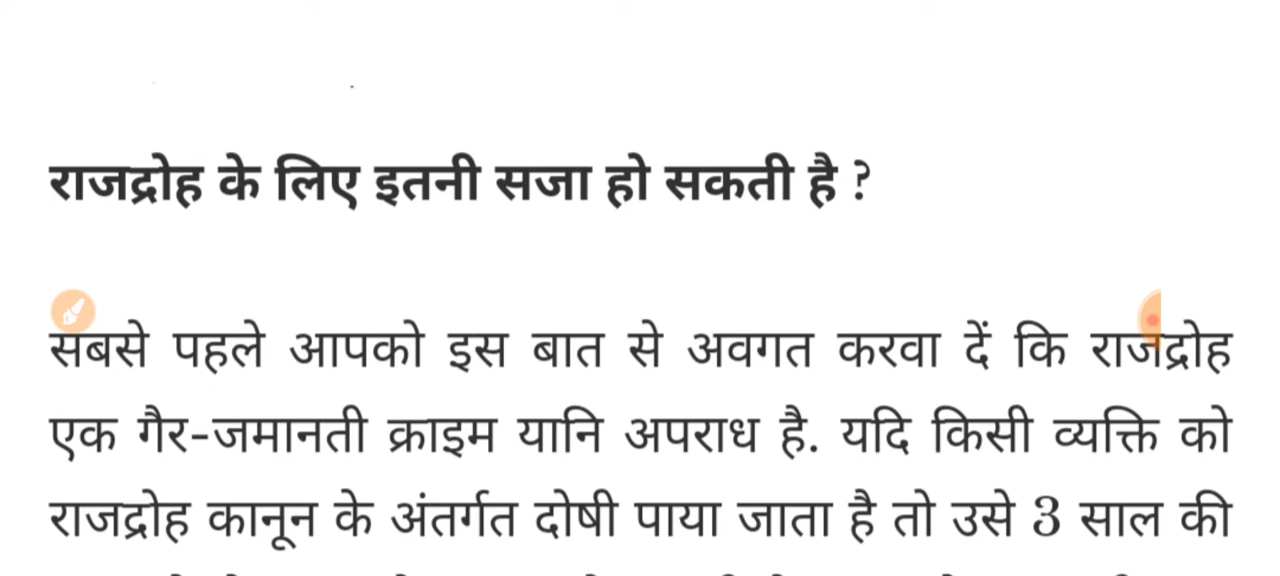 राजद्रोह के लिए इतनी सजा हो सकती है ?
सबसे पहले आपको इस बात से अवगत करवा दें कि राजद्रोह
एक गैर-जमानती क्राइम यानि अपराध है. यदि किसी व्यक्ति को
राजद्रोह कानून के अंतर्गत दोषी पाया जाता है तो उसे 3 साल की